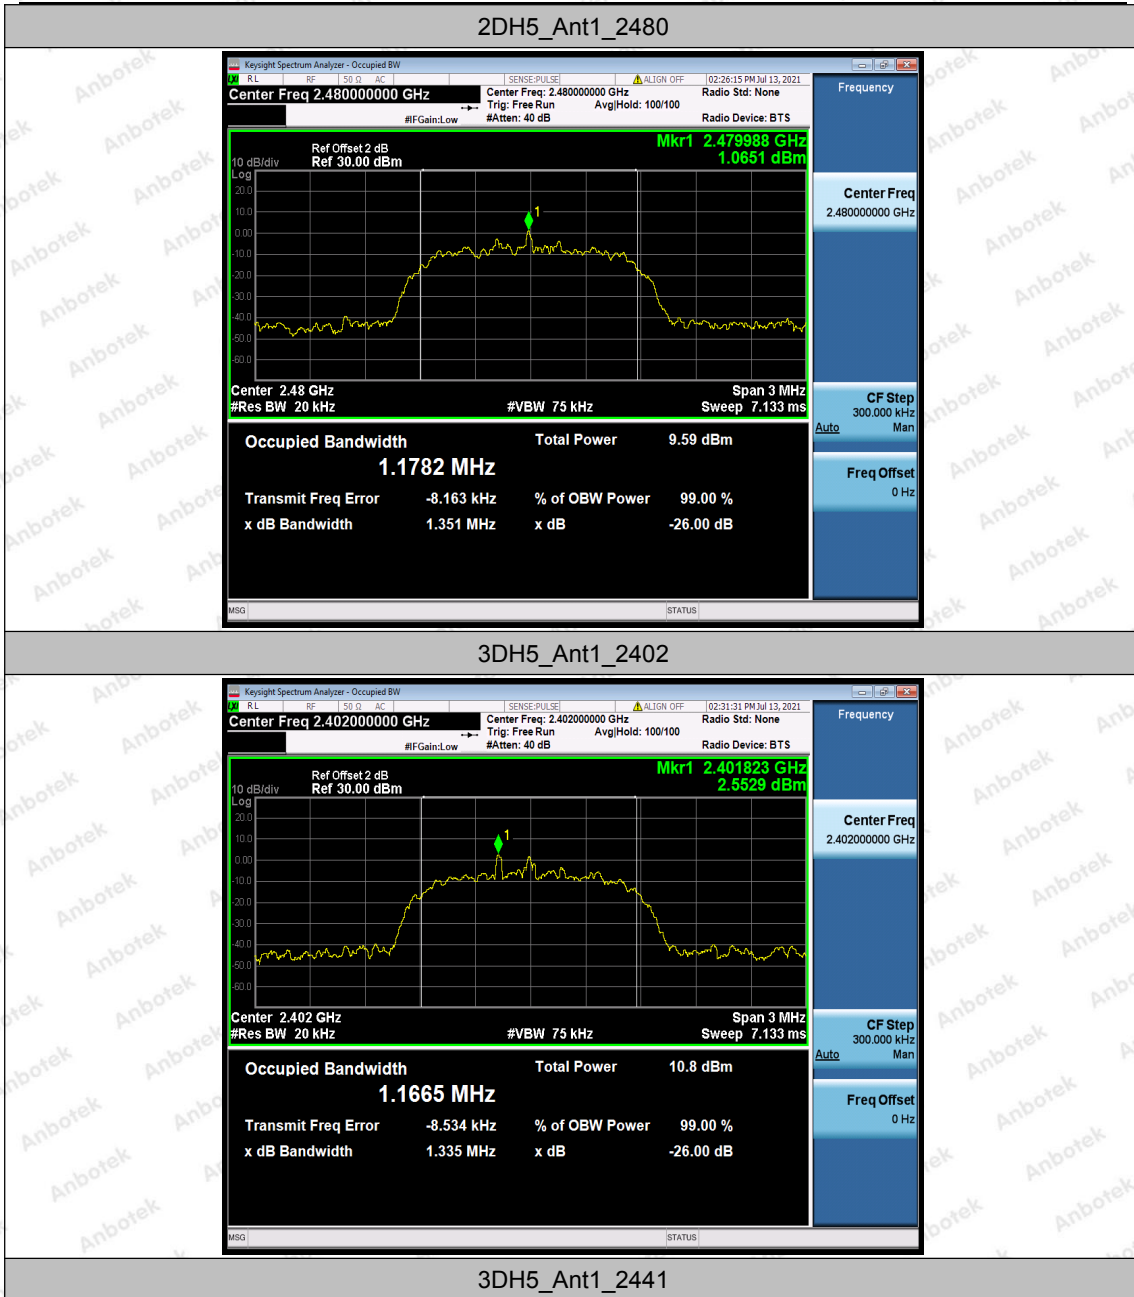 2DH5_Ant1_2480
Keysight Spectrum Analyzer - Occupied BW
RL RF 50 Ω AC SENSE:PULSE ALIGN OFF 02:26:15 PM Jul 13, 2021
Center Freq 2.480000000 GHz
Center Freq: 2.480000000 GHz Radio Std: None
Trig: Free Run Avg|Hold: 100/100
#IFGain:Low #Atten: 40 dB Radio Device: BTS
Mkr1 2.479988 GHz
1.0651 dBm
Ref Offset 2 dB
10 dB/div Ref 30.00 dBm
Log
20.0
10.0
0.00
-10.0
-20.0
-30.0
-40.0
-50.0
-60.0
1
Center 2.48 GHz Span 3 MHz
#Res BW 20 kHz #VBW 75 kHz Sweep 7.133 ms
Occupied Bandwidth Total Power 9.59 dBm
1.1782 MHz
Transmit Freq Error -8.163 kHz % of OBW Power 99.00 %
x dB Bandwidth 1.351 MHz x dB -26.00 dB
MSG STATUS
Frequency
Center Freq
2.480000000 GHz
CF Step
300.000 kHz
Auto Man
Freq Offset
0 Hz
3DH5_Ant1_2402
Keysight Spectrum Analyzer - Occupied BW
RL RF 50 Ω AC SENSE:PULSE ALIGN OFF 02:31:31 PM Jul 13, 2021
Center Freq 2.402000000 GHz
Center Freq: 2.402000000 GHz Radio Std: None
Trig: Free Run Avg|Hold: 100/100
#IFGain:Low #Atten: 40 dB Radio Device: BTS
Mkr1 2.401823 GHz
2.5529 dBm
Ref Offset 2 dB
10 dB/div Ref 30.00 dBm
Log
20.0
10.0
0.00
-10.0
-20.0
-30.0
-40.0
-50.0
-60.0
1
Center 2.402 GHz Span 3 MHz
#Res BW 20 kHz #VBW 75 kHz Sweep 7.133 ms
Occupied Bandwidth Total Power 10.8 dBm
1.1665 MHz
Transmit Freq Error -8.534 kHz % of OBW Power 99.00 %
x dB Bandwidth 1.335 MHz x dB -26.00 dB
MSG STATUS
Frequency
Center Freq
2.402000000 GHz
CF Step
300.000 kHz
Auto Man
Freq Offset
0 Hz
3DH5_Ant1_2441